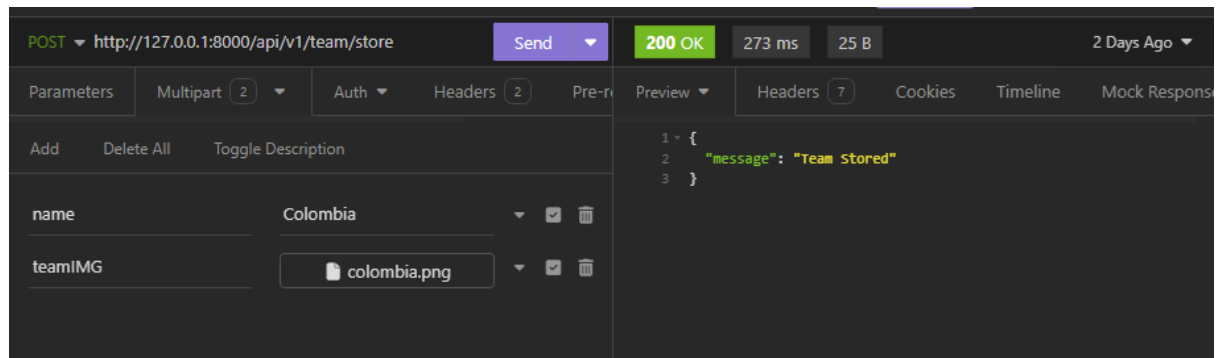 POST http://127.0.0.1:8000/api/v1/team/store Send 200 OK 273 ms 25 B 2 Days Ago
Parameters Multipart 2 Auth Headers 2 Pre-r Preview Headers 7 Cookies Timeline Mock Respons
Add Delete All Toggle Description
name Colombia
teamIMG colombia.png
1 {
2 "message": "Team Stored"
3 }